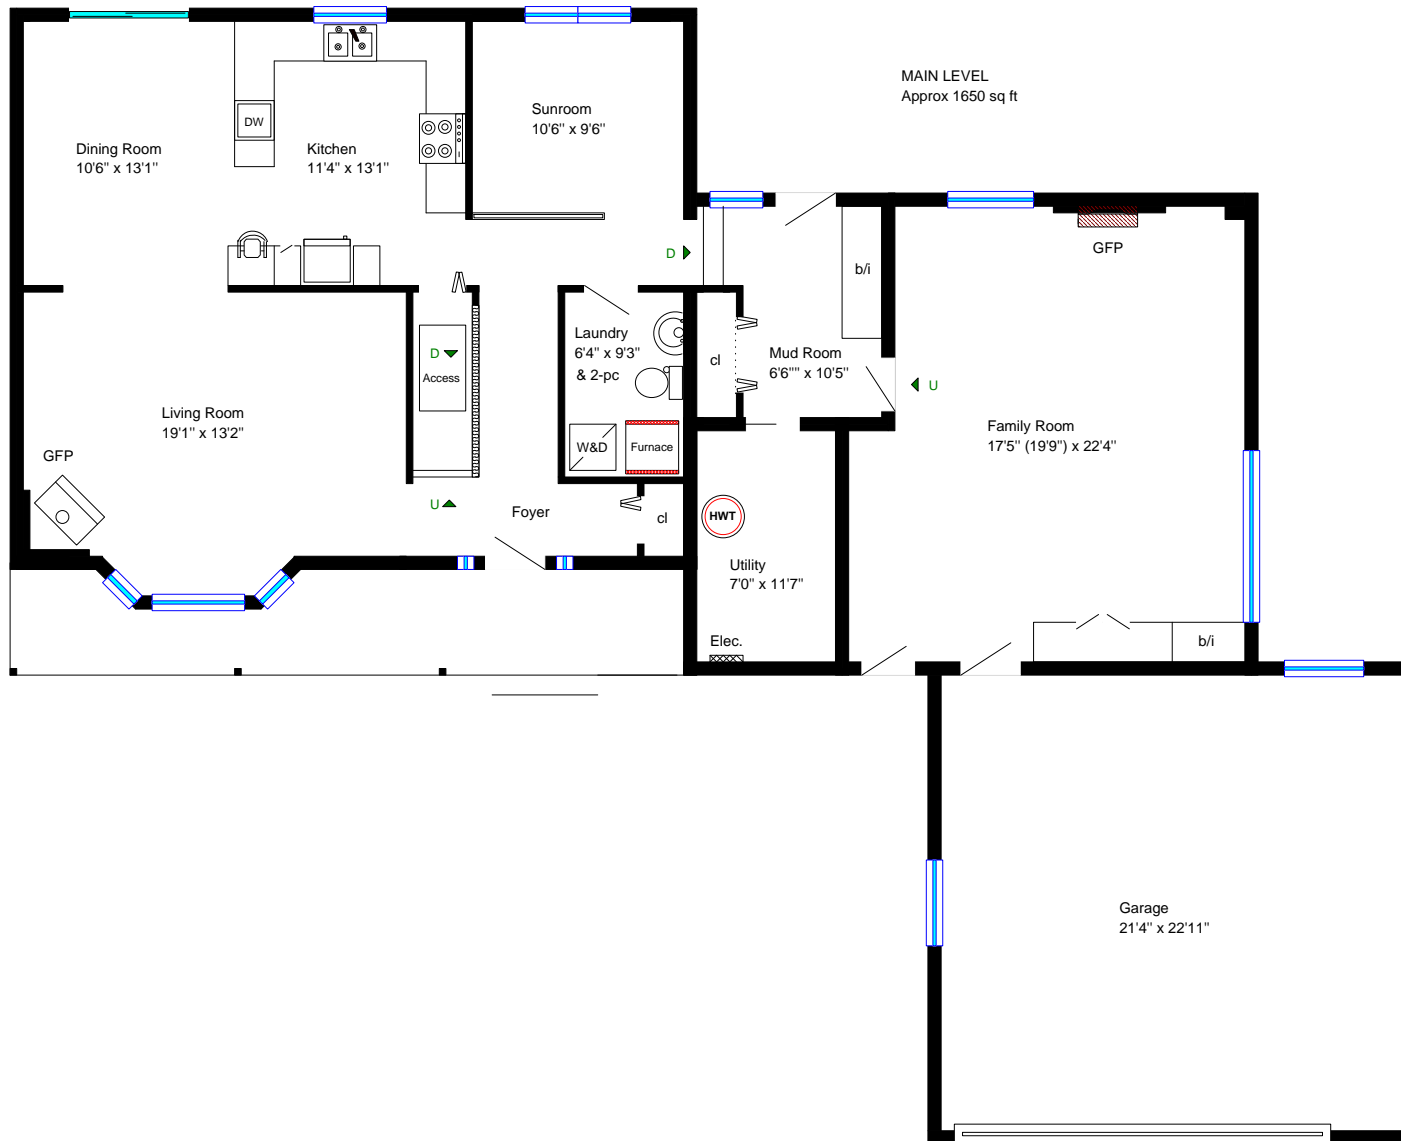 MAIN LEVEL
Approx 1650 sq ft
Sunroom
10'6" x 9'6"
DW
Dining Room
10'6" x 13'1"
Kitchen
11'4" x 13'1"
D
GFP
b/i
Laundry
6'4" x 9'3"
& 2-pc
D
Access
cl
Mud Room
6'6"" x 10'5"
U
Living Room
19'1" x 13'2"
Family Room
17'5" (19'9") x 22'4"
W&D
Furnace
GFP
U
Foyer
cl
HWT
Utility
7'0" x 11'7"
Elec.
b/i
Garage
21'4" x 22'11"